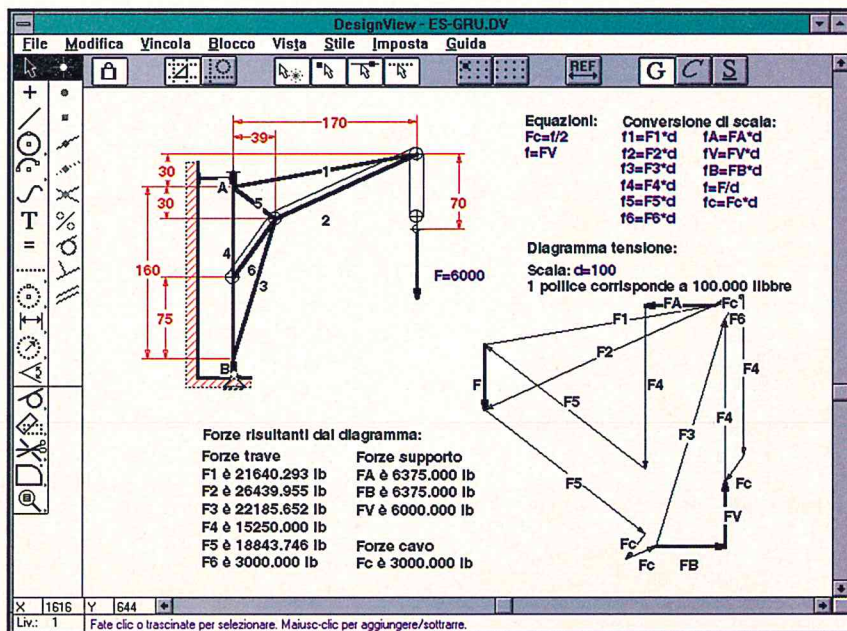 DesignView - ES-GRU.DV
File Modifica Vincola Blocco Vista Stile Imposta Guida
REF G C S
T
=
170
39
30
30
160
75
70
A
B
1
2
3
4
5
6
F=6000
Equazioni:
Fc=f/2
f=FV
Conversione di scala:
f1=F1*d fA=FA*d
f2=F2*d fV=FV*d
f3=F3*d fB=FB*d
f4=F4*d f=F/d
f5=F5*d fc=Fc*d
f6=F6*d
Diagramma tensione:
Scala: d=100
1 pollice corrisponde a 100.000 libbre
FA
Fc
F1
F6
F2
F4
F4
F
F5
F3
F4
F5
Fc
FV
Fc
Fc
FB
Forze risultanti dal diagramma:
Forze trave
F1 è 21640.293 lb
F2 è 26439.955 lb
F3 è 22185.652 lb
F4 è 15250.000 lb
F5 è 18843.746 lb
F6 è 3000.000 lb
Forze supporto
FA è 6375.000 lb
FB è 6375.000 lb
FV è 6000.000 lb
Forze cavo
Fc è 3000.000 lb
X 1616 Y 644
Liv.: 1 Fate clic o trascinate per selezionare. Maiusc-clic per aggiungere/sottrarre.